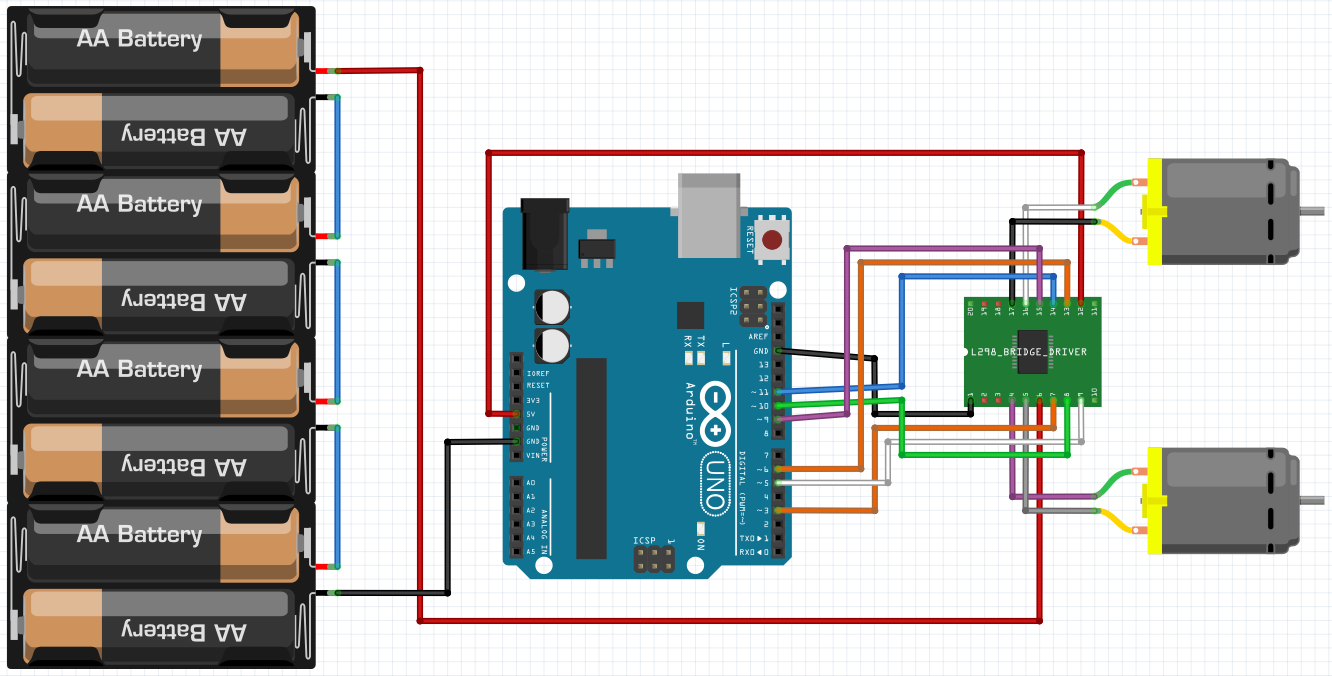 AA Battery
AA Battery
AA Battery
AA Battery
AA Battery
AA Battery
AA Battery
AA Battery
RESET
ICSP2
AREF
GND
13
12
~11
~10
~9
8
7
~6
~5
4
~3
2
TX0 ▶ 1
RX0 ◀ 0
DIGITAL (PWM=~)
RX
TX
L
IOREF
RESET
3V3
5V
GND
GND
VIN
POWER
A0
A1
A2
A3
A4
A5
ANALOG IN
Arduino™
UNO
ON
ICSP
1
20
19
18
17
16
15
14
13
12
11
L298_BRIDGE_DRIVER
1
2
3
4
5
6
7
8
9
10